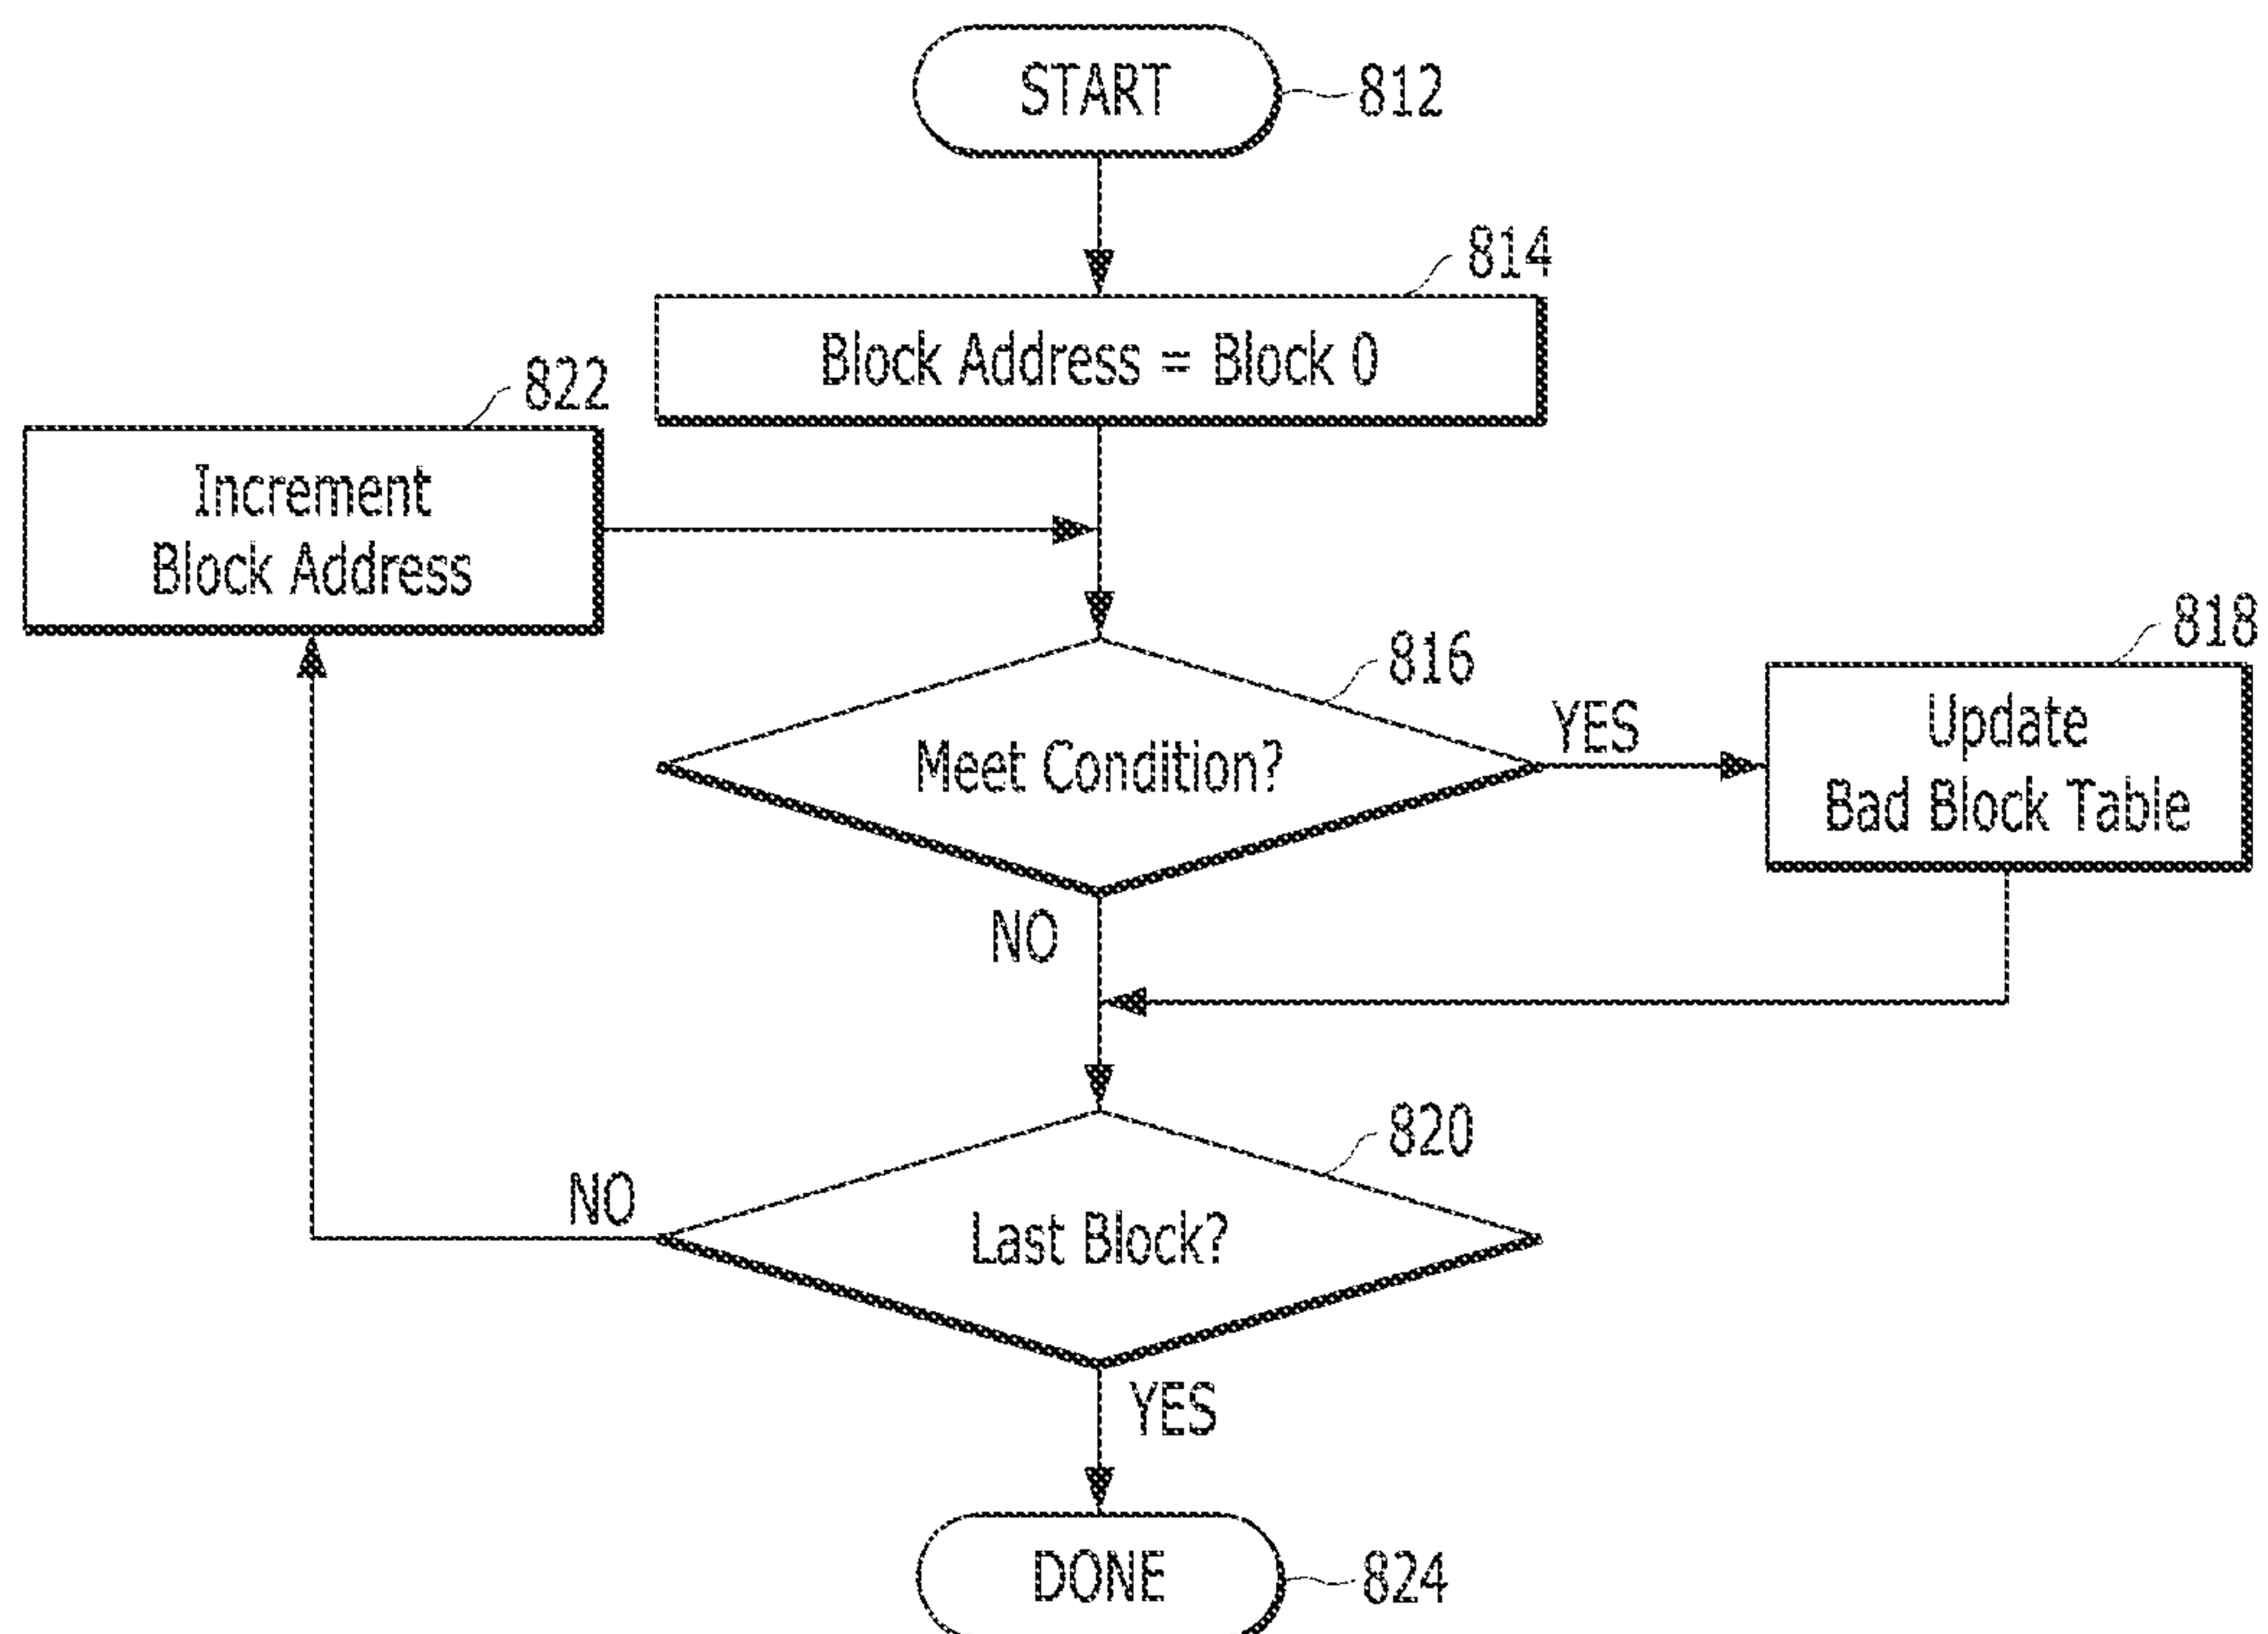 START
812
814
Block Address = Block 0
822
Increment
Block Address
816
Meet Condition?
YES
818
Update
Bad Block Table
NO
820
Last Block?
NO
YES
DONE
824